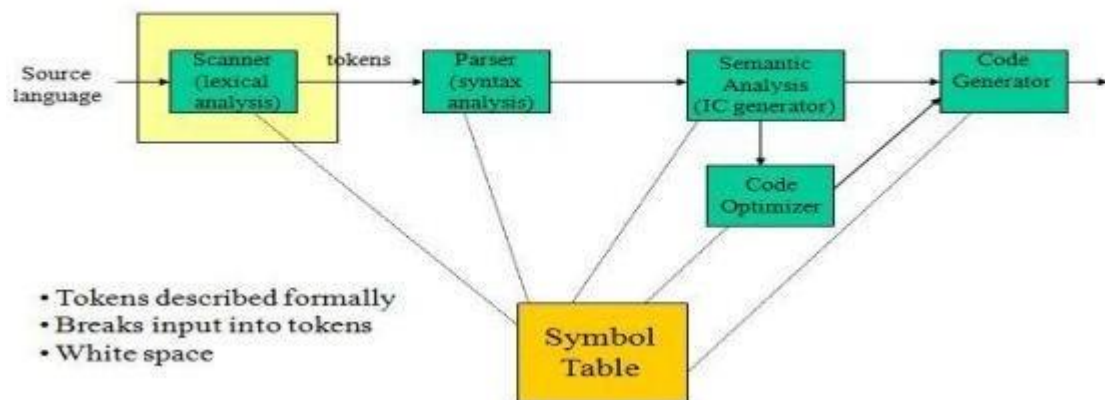 Source
language
Scanner
(lexical
analysis)
tokens
Parser
(syntax
analysis)
Semantic
Analysis
(IC generator)
Code
Generator
Code
Optimizer
• Tokens described formally
• Breaks input into tokens
• White space
Symbol
Table